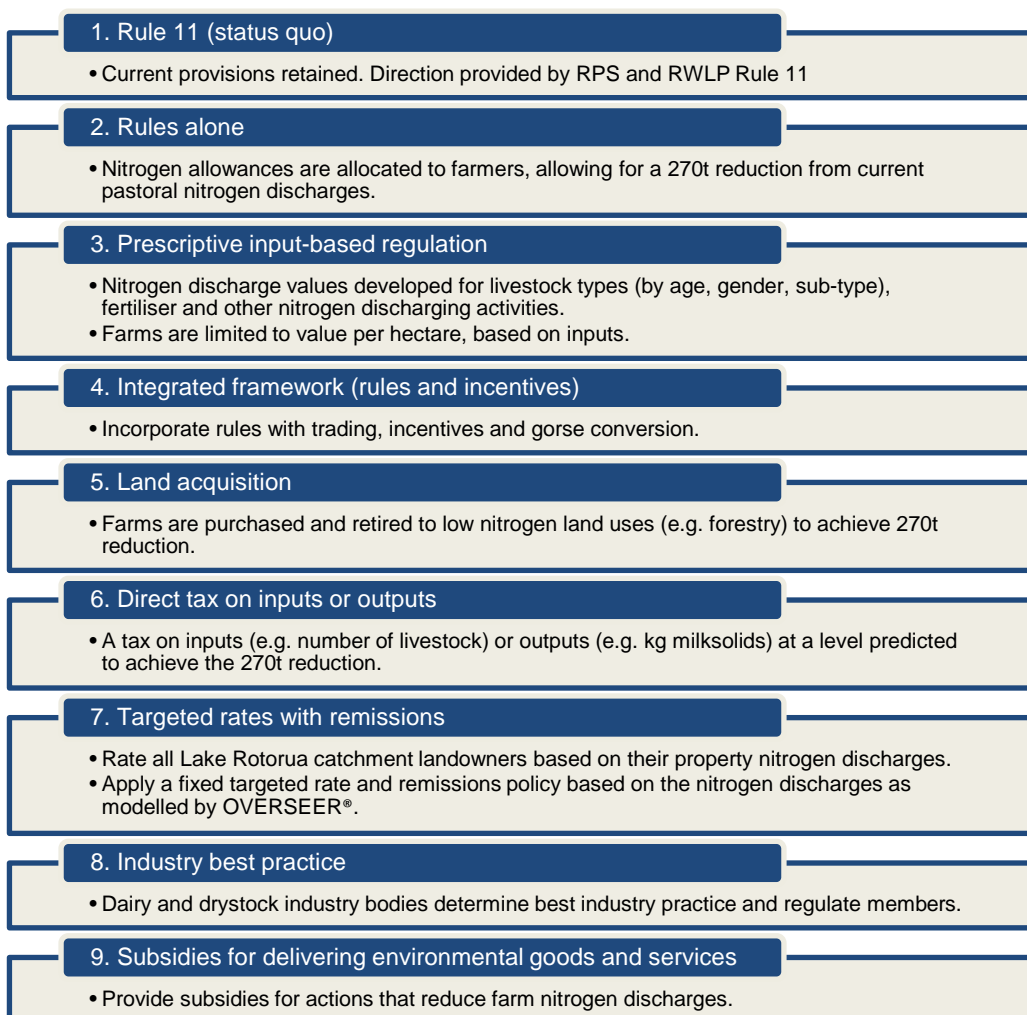 1. Rule 11 (status quo)
• Current provisions retained. Direction provided by RPS and RWLP Rule 11
2. Rules alone
• Nitrogen allowances are allocated to farmers, allowing for a 270t reduction from current
pastoral nitrogen discharges.
3. Prescriptive input-based regulation
• Nitrogen discharge values developed for livestock types (by age, gender, sub-type),
fertiliser and other nitrogen discharging activities.
• Farms are limited to value per hectare, based on inputs.
4. Integrated framework (rules and incentives)
• Incorporate rules with trading, incentives and gorse conversion.
5. Land acquisition
• Farms are purchased and retired to low nitrogen land uses (e.g. forestry) to achieve 270t
reduction.
6. Direct tax on inputs or outputs
• A tax on inputs (e.g. number of livestock) or outputs (e.g. kg milksolids) at a level predicted
to achieve the 270t reduction.
7. Targeted rates with remissions
• Rate all Lake Rotorua catchment landowners based on their property nitrogen discharges.
• Apply a fixed targeted rate and remissions policy based on the nitrogen discharges as
modelled by OVERSEER®.
8. Industry best practice
• Dairy and drystock industry bodies determine best industry practice and regulate members.
9. Subsidies for delivering environmental goods and services
• Provide subsidies for actions that reduce farm nitrogen discharges.